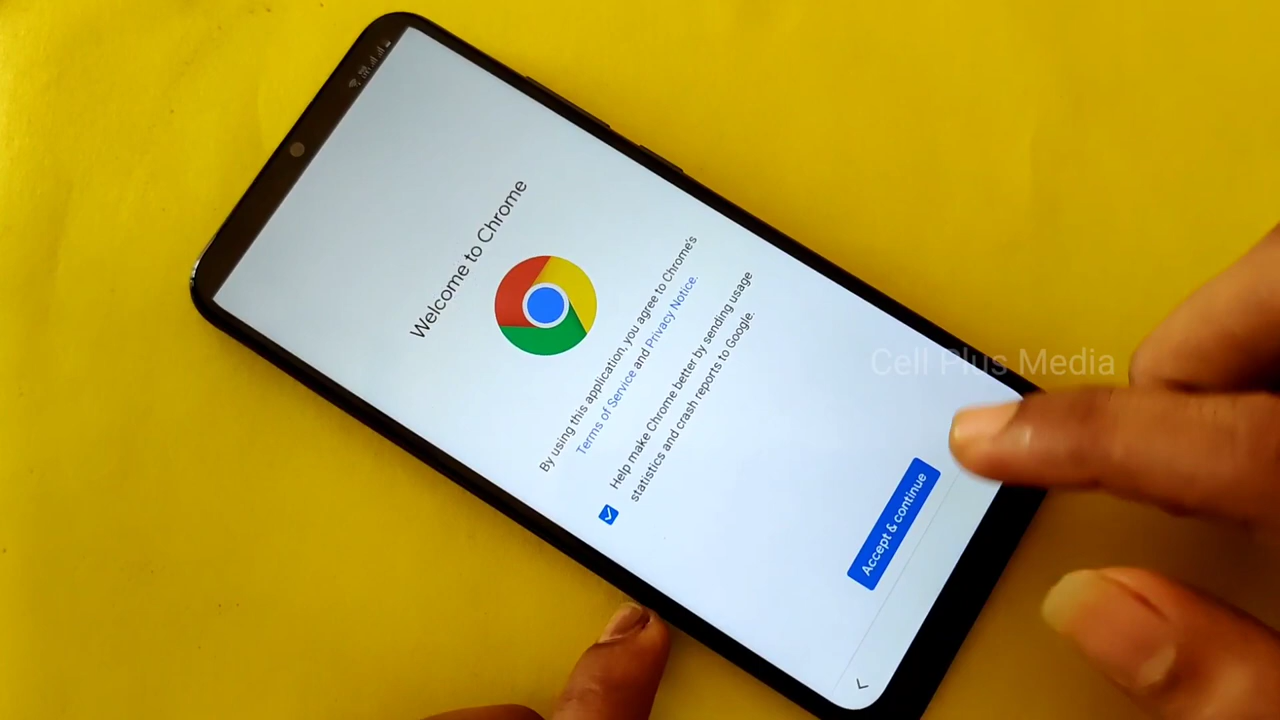 Welcome to Chrome
By using this application, you agree to Chrome's
Terms of Service and Privacy Notice.
Help make Chrome better by sending usage
statistics and crash reports to Google.
Accept & continue
Cell Plus Media